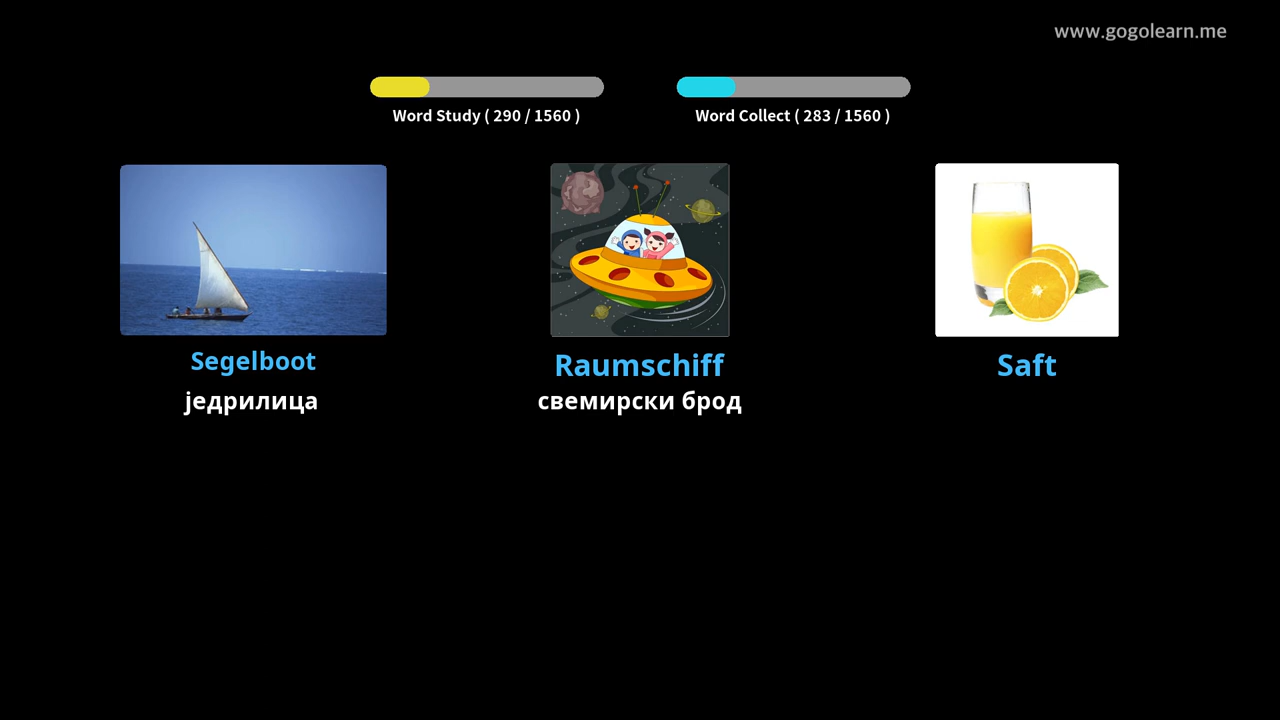 www.gogolearn.me
Word Study ( 290 / 1560 )
Word Collect ( 283 / 1560 )
Segelboot
једрилица
Raumschiff
свемирски брод
Saft